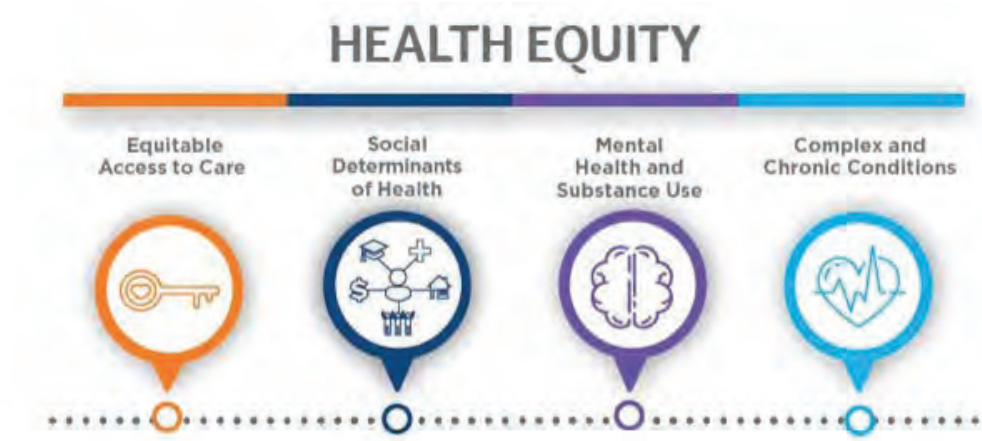 HEALTH EQUITY
Equitable
Access to Care
Social
Determinants
of Health
Mental
Health and
Substance Use
Complex and
Chronic Conditions
$